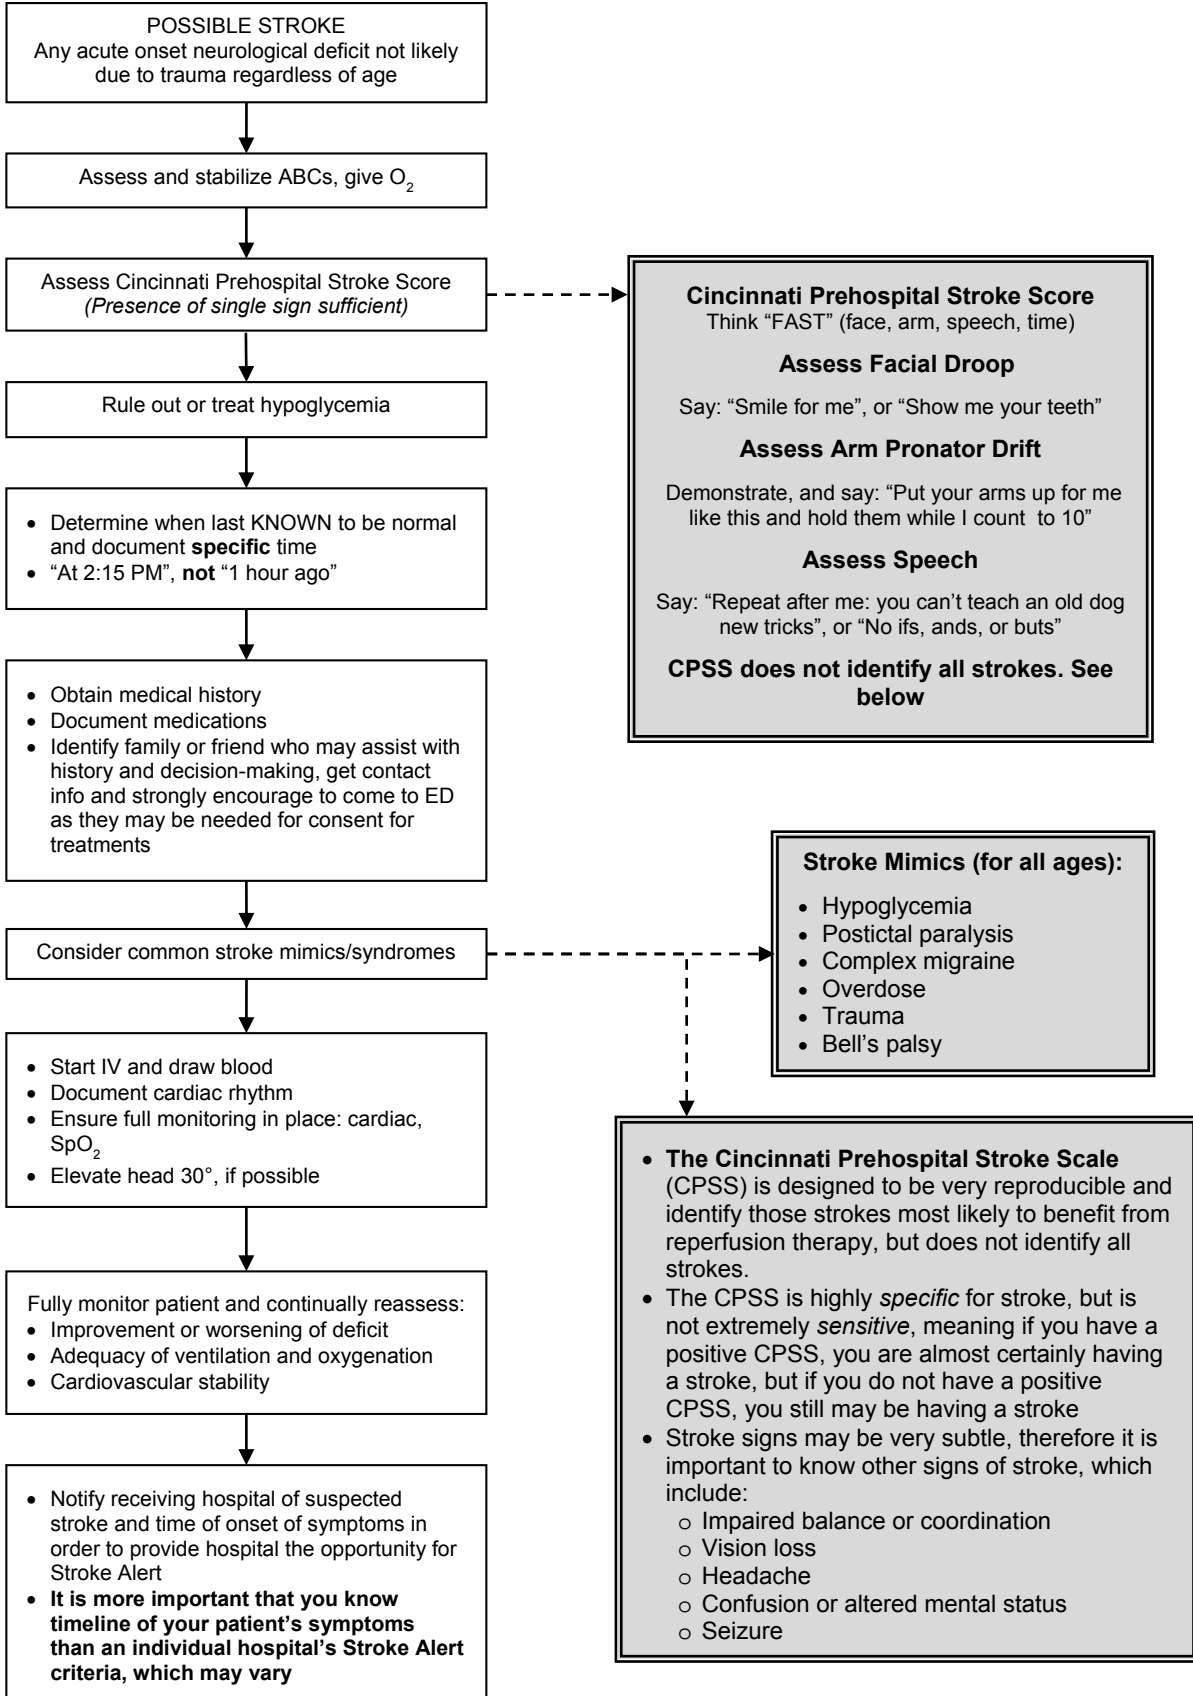 POSSIBLE STROKE
Any acute onset neurological deficit not likely
due to trauma regardless of age
Assess and stabilize ABCs, give O2
Assess Cincinnati Prehospital Stroke Score
(Presence of single sign sufficient)
Rule out or treat hypoglycemia
• Determine when last KNOWN to be normal
and document specific time
• “At 2:15 PM”, not “1 hour ago”
• Obtain medical history
• Document medications
• Identify family or friend who may assist with
history and decision-making, get contact
info and strongly encourage to come to ED
as they may be needed for consent for
treatments
Consider common stroke mimics/syndromes
• Start IV and draw blood
• Document cardiac rhythm
• Ensure full monitoring in place: cardiac,
SpO2
• Elevate head 30°, if possible
Fully monitor patient and continually reassess:
• Improvement or worsening of deficit
• Adequacy of ventilation and oxygenation
• Cardiovascular stability
• Notify receiving hospital of suspected
stroke and time of onset of symptoms in
order to provide hospital the opportunity for
Stroke Alert
• It is more important that you know
timeline of your patient’s symptoms
than an individual hospital’s Stroke Alert
criteria, which may vary
Cincinnati Prehospital Stroke Score
Think “FAST” (face, arm, speech, time)
Assess Facial Droop
Say: “Smile for me”, or “Show me your teeth”
Assess Arm Pronator Drift
Demonstrate, and say: “Put your arms up for me
like this and hold them while I count to 10”
Assess Speech
Say: “Repeat after me: you can’t teach an old dog
new tricks”, or “No ifs, ands, or buts”
CPSS does not identify all strokes. See
below
Stroke Mimics (for all ages):
• Hypoglycemia
• Postictal paralysis
• Complex migraine
• Overdose
• Trauma
• Bell’s palsy
• The Cincinnati Prehospital Stroke Scale
(CPSS) is designed to be very reproducible and
identify those strokes most likely to benefit from
reperfusion therapy, but does not identify all
strokes.
• The CPSS is highly specific for stroke, but is
not extremely sensitive, meaning if you have a
positive CPSS, you are almost certainly having
a stroke, but if you do not have a positive
CPSS, you still may be having a stroke
• Stroke signs may be very subtle, therefore it is
important to know other signs of stroke, which
include:
o Impaired balance or coordination
o Vision loss
o Headache
o Confusion or altered mental status
o Seizure